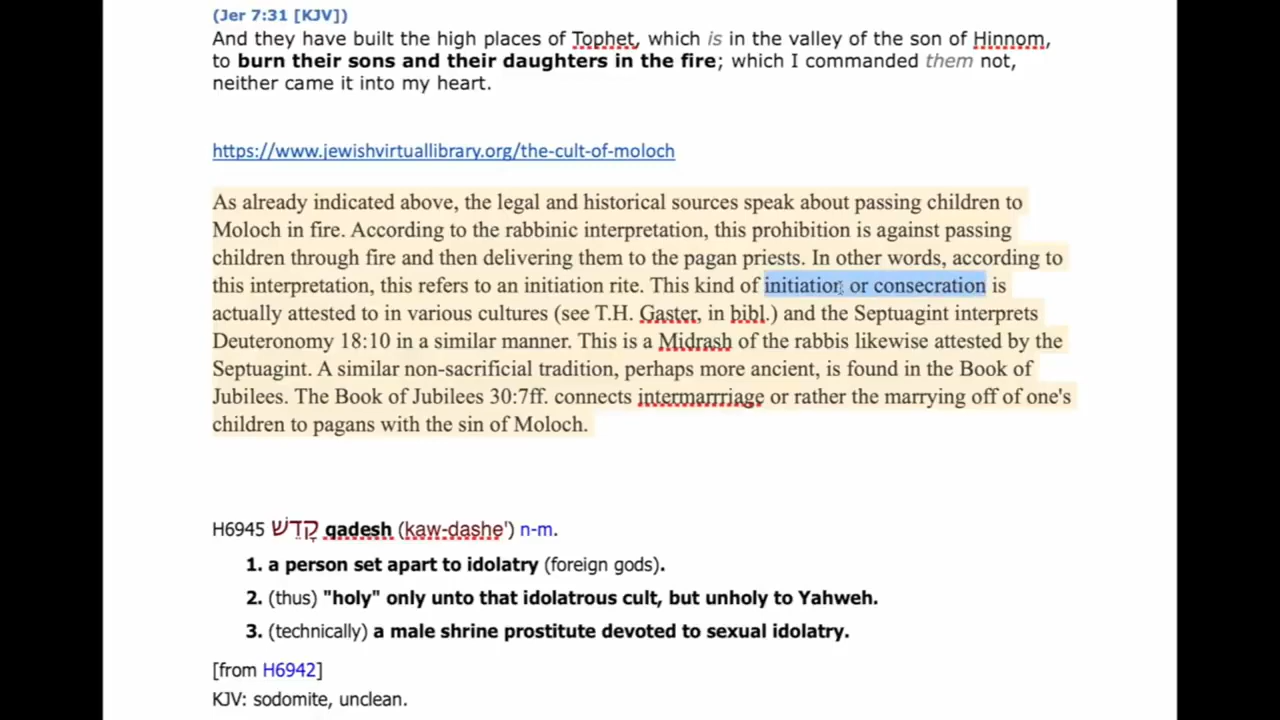 (Jer 7:31 [KJV])
And they have built the high places of Tophet, which is in the valley of the son of Hinnom,
to burn their sons and their daughters in the fire; which I commanded them not,
neither came it into my heart.
https://www.jewishvirtuallibrary.org/the-cult-of-moloch
As already indicated above, the legal and historical sources speak about passing children to
Moloch in fire. According to the rabbinic interpretation, this prohibition is against passing
children through fire and then delivering them to the pagan priests. In other words, according to
this interpretation, this refers to an initiation rite. This kind of initiation or consecration is
actually attested to in various cultures (see T.H. Gaster, in bibl.) and the Septuagint interprets
Deuteronomy 18:10 in a similar manner. This is a Midrash of the rabbis likewise attested by the
Septuagint. A similar non-sacrificial tradition, perhaps more ancient, is found in the Book of
Jubilees. The Book of Jubilees 30:7ff. connects intermarrriage or rather the marrying off of one's
children to pagans with the sin of Moloch.
H6945 קָדֵשׁ qadesh (kaw-dashe') n-m.
1. a person set apart to idolatry (foreign gods).
2. (thus) "holy" only unto that idolatrous cult, but unholy to Yahweh.
3. (technically) a male shrine prostitute devoted to sexual idolatry.
[from H6942]
KJV: sodomite, unclean.